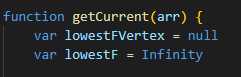 function getCurrent(arr) {
    var lowestFVertex = null
    var lowestF = Infinity